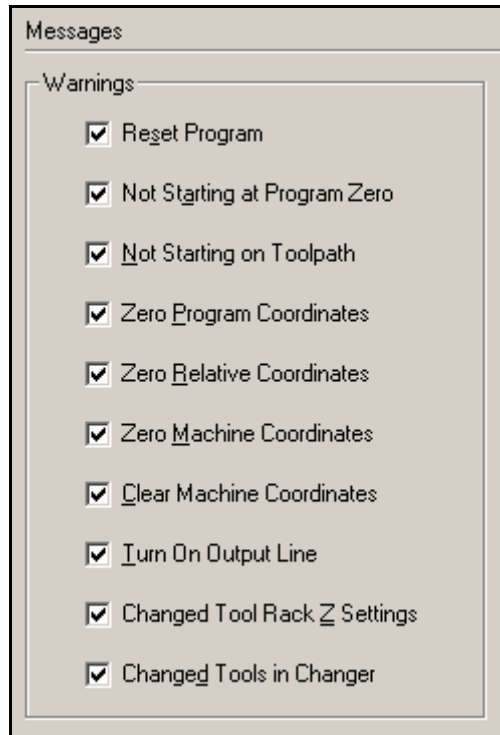 Messages
Warnings
Reset Program
Not Starting at Program Zero
Not Starting on Toolpath
Zero Program Coordinates
Zero Relative Coordinates
Zero Machine Coordinates
Clear Machine Coordinates
Turn On Output Line
Changed Tool Rack Z Settings
Changed Tools in Changer